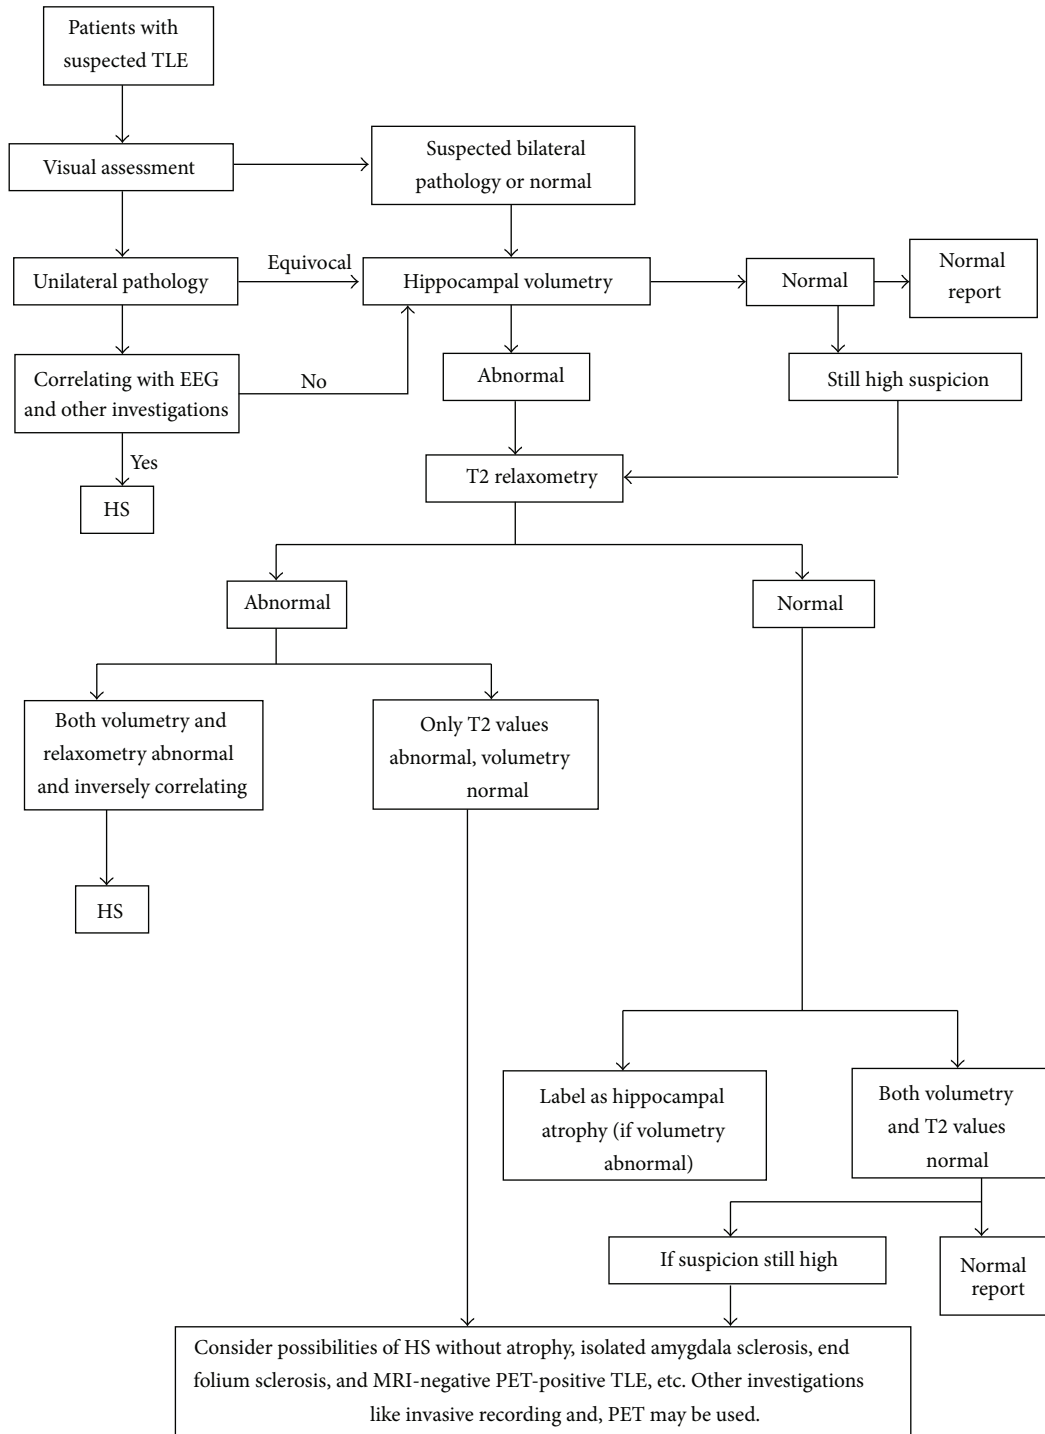 Patients with
suspected TLE
Visual assessment
Suspected bilateral
pathology or normal
Unilateral pathology
Equivocal
Hippocampal volumetry
Normal
Normal
report
Correlating with EEG
and other investigations
No
Abnormal
Still high suspicion
Yes
HS
T2 relaxometry
Abnormal
Normal
Both volumetry and
relaxometry abnormal
and inversely correlating
Only T2 values
abnormal, volumetry
normal
HS
Label as hippocampal
atrophy (if volumetry
abnormal)
Both volumetry
and T2 values
normal
If suspicion still high
Normal
report
Consider possibilities of HS without atrophy, isolated amygdala sclerosis, end
folium sclerosis, and MRI-negative PET-positive TLE, etc. Other investigations
like invasive recording and, PET may be used.